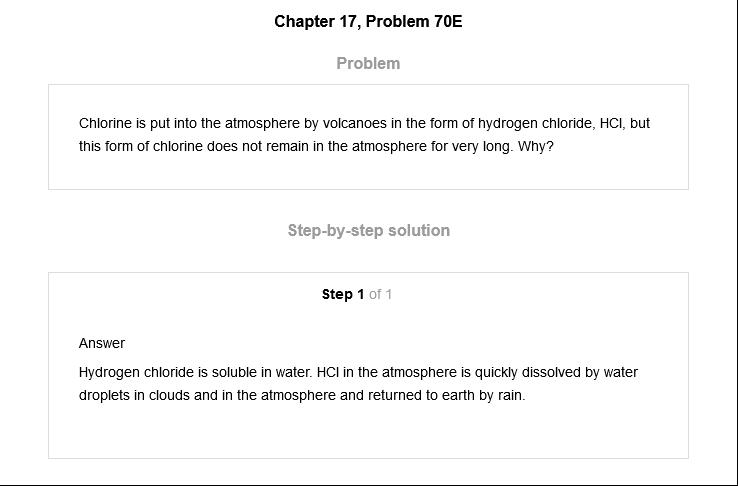 Chapter 17, Problem 70E
Problem
Chlorine is put into the atmosphere by volcanoes in the form of hydrogen chloride, HCl, but
this form of chlorine does not remain in the atmosphere for very long. Why?
Step-by-step solution
Step 1 of 1
Answer
Hydrogen chloride is soluble in water. HCl in the atmosphere is quickly dissolved by water
droplets in clouds and in the atmosphere and returned to earth by rain.